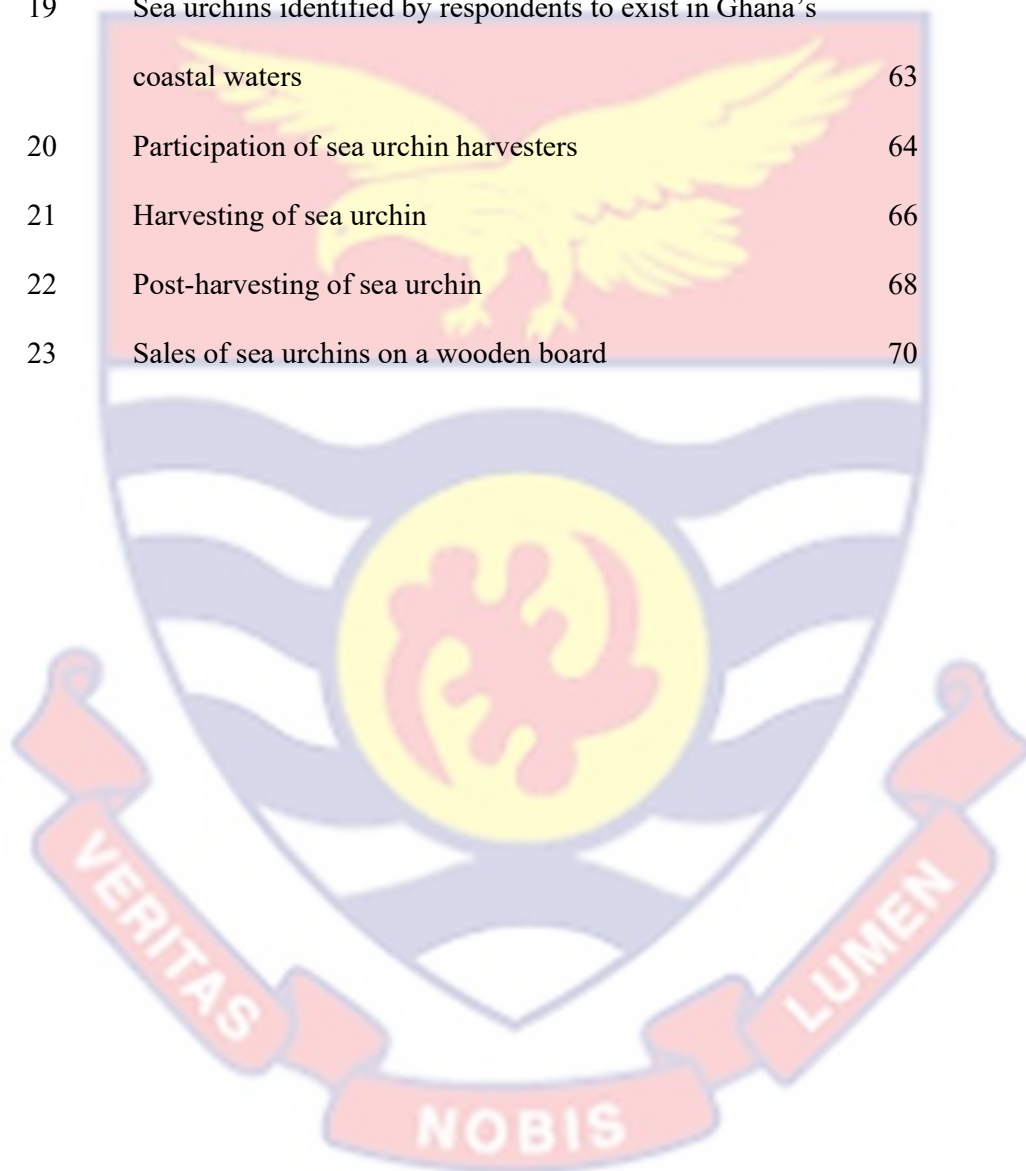 19 Sea urchins identified by respondents to exist in Ghana’s
coastal waters 63
20 Participation of sea urchin harvesters 64
21 Harvesting of sea urchin 66
22 Post-harvesting of sea urchin 68
23 Sales of sea urchins on a wooden board 70
VERITAS
NOBIS
LUMEN